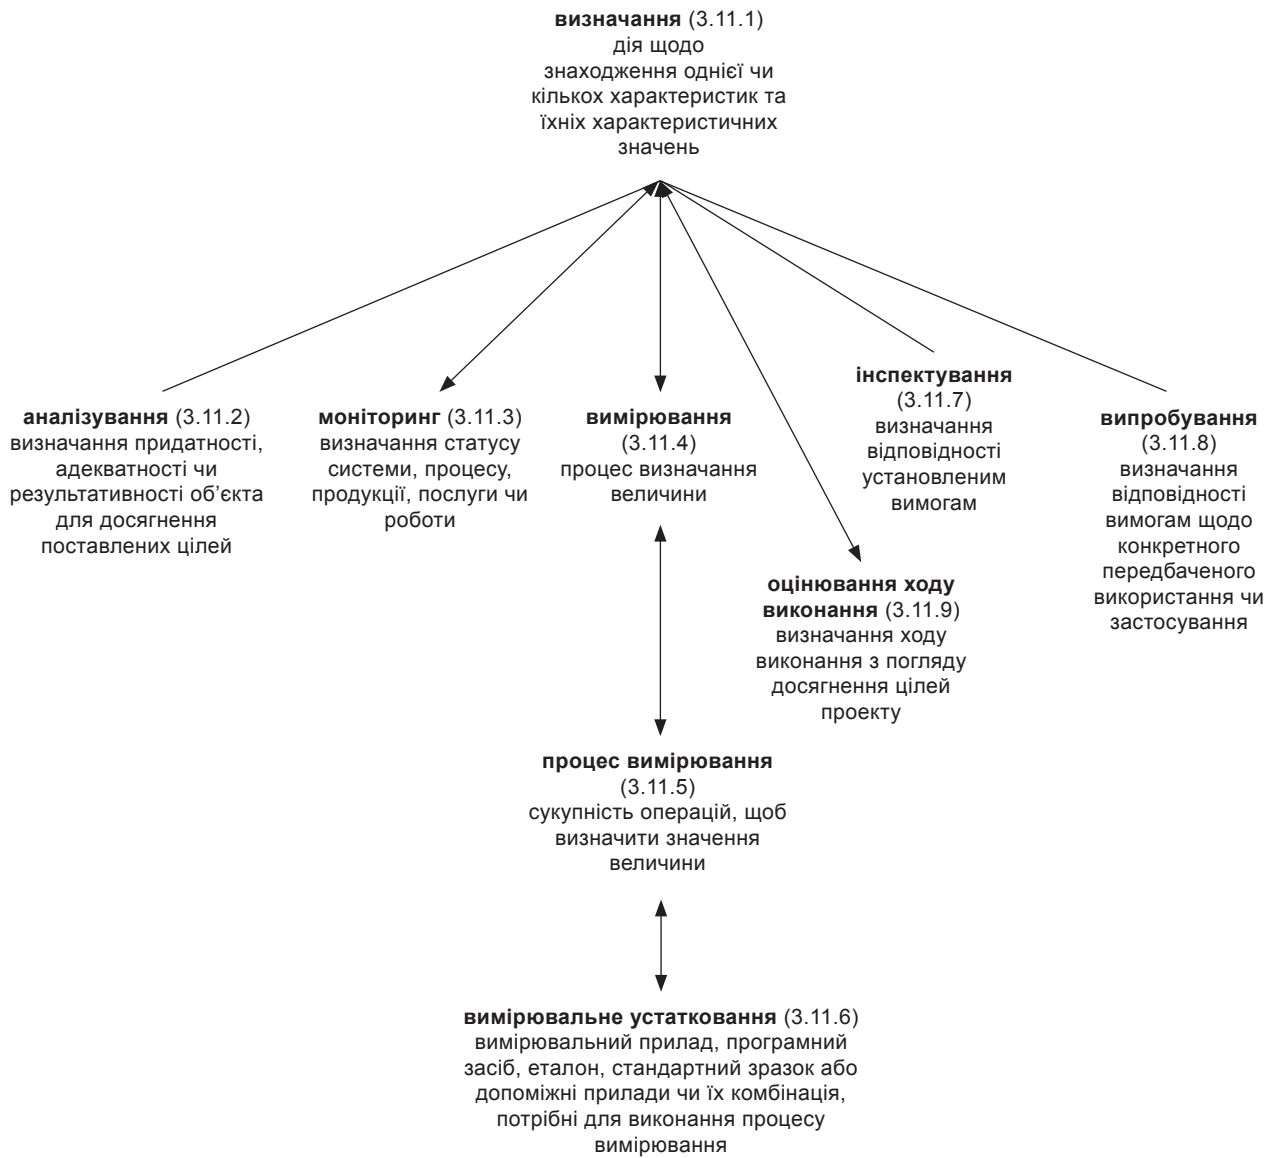 визначання (3.11.1)
дія щодо
знаходження однієї чи
кількох характеристик та
їхніх характеристичних
значень
аналізування (3.11.2)
визначання придатності,
адекватності чи
результативності об’єкта
для досягнення
поставлених цілей
моніторинг (3.11.3)
визначання статусу
системи, процесу,
продукції, послуги чи
роботи
вимірювання
(3.11.4)
процес визначання
величини
інспектування
(3.11.7)
визначання
відповідності
установленим
вимогам
випробування
(3.11.8)
визначання
відповідності
вимогам щодо
конкретного
передбаченого
використання чи
застосування
оцінювання ходу
виконання (3.11.9)
визначання ходу
виконання з погляду
досягнення цілей
проекту
процес вимірювання
(3.11.5)
сукупність операцій, щоб
визначити значення
величини
вимірювальне устатковання (3.11.6)
вимірювальний прилад, програмний
засіб, еталон, стандартний зразок або
допоміжні прилади чи їх комбінація,
потрібні для виконання процесу
вимірювання